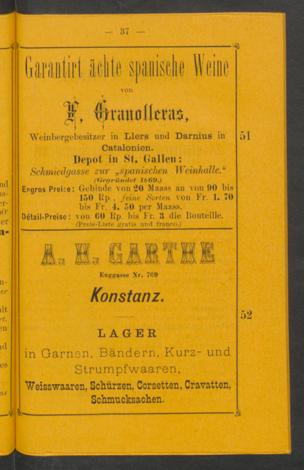 — 37 —
Garantirt ächte spanische Weine
von
F. Granolleras,
Weinbergebesitzer in Llers und Darnius in
Catalonien.
51
Depot in St. Gallen:
Schmiedgasse zur „spanischen Weinhalle.“
(Gegründet 1869.)
Engros Preise: Gebinde von 20 Maass an von 90 bis
150 Rp., feine Sorten von Fr. 1. 70
bis Fr. 4. 50 per Maass.
Détail-Preise: von 60 Rp. bis Fr. 3 die Bouteille.
(Preis-Liste gratis und franco.)
A. H. GARTHE
Enggasse Nr. 769
Konstanz.
52
LAGER
in Garnen, Bändern, Kurz- und
Strumpfwaaren,
Weisswaaren, Schürzen, Corsetten, Cravatten,
Schmucksachen.